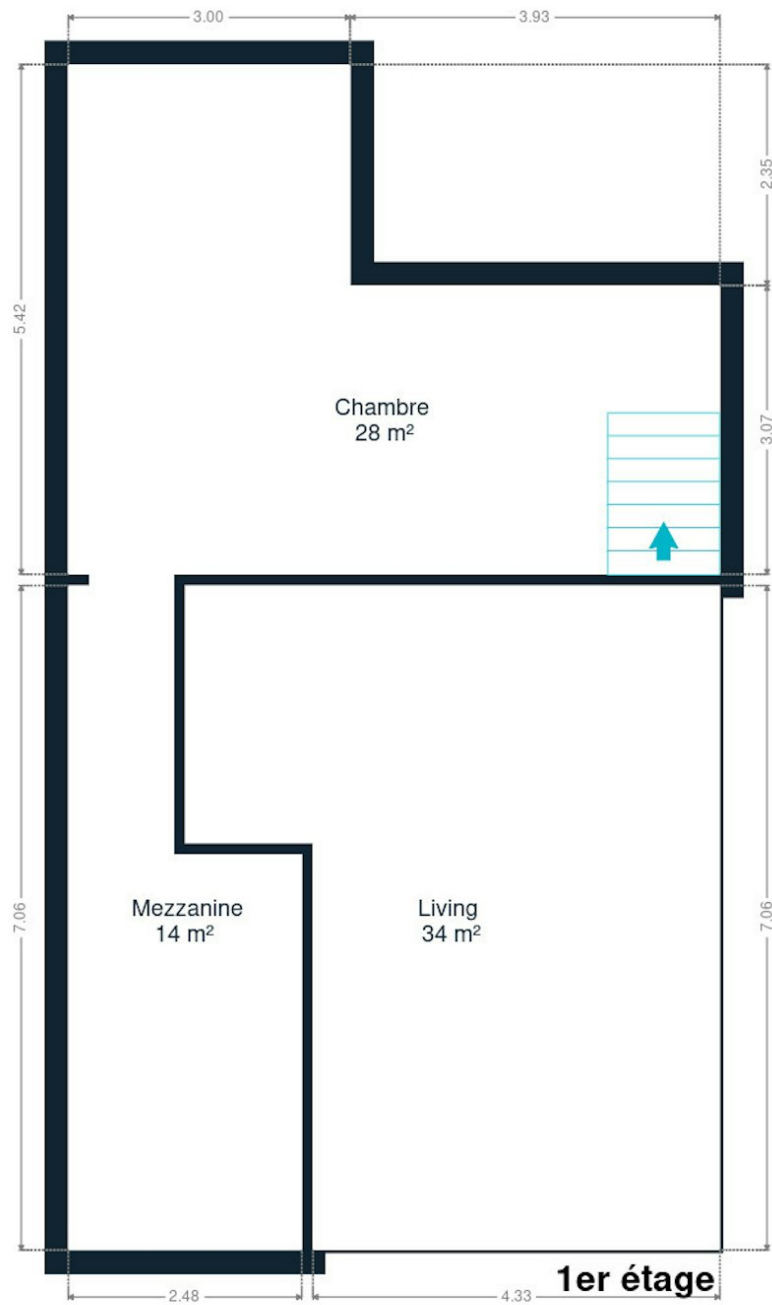 3.00
3.93
2.35
5.42
Chambre
28 m²
3.07
7.06
Mezzanine
14 m²
Living
34 m²
7.06
1er étage
2.48
4.33